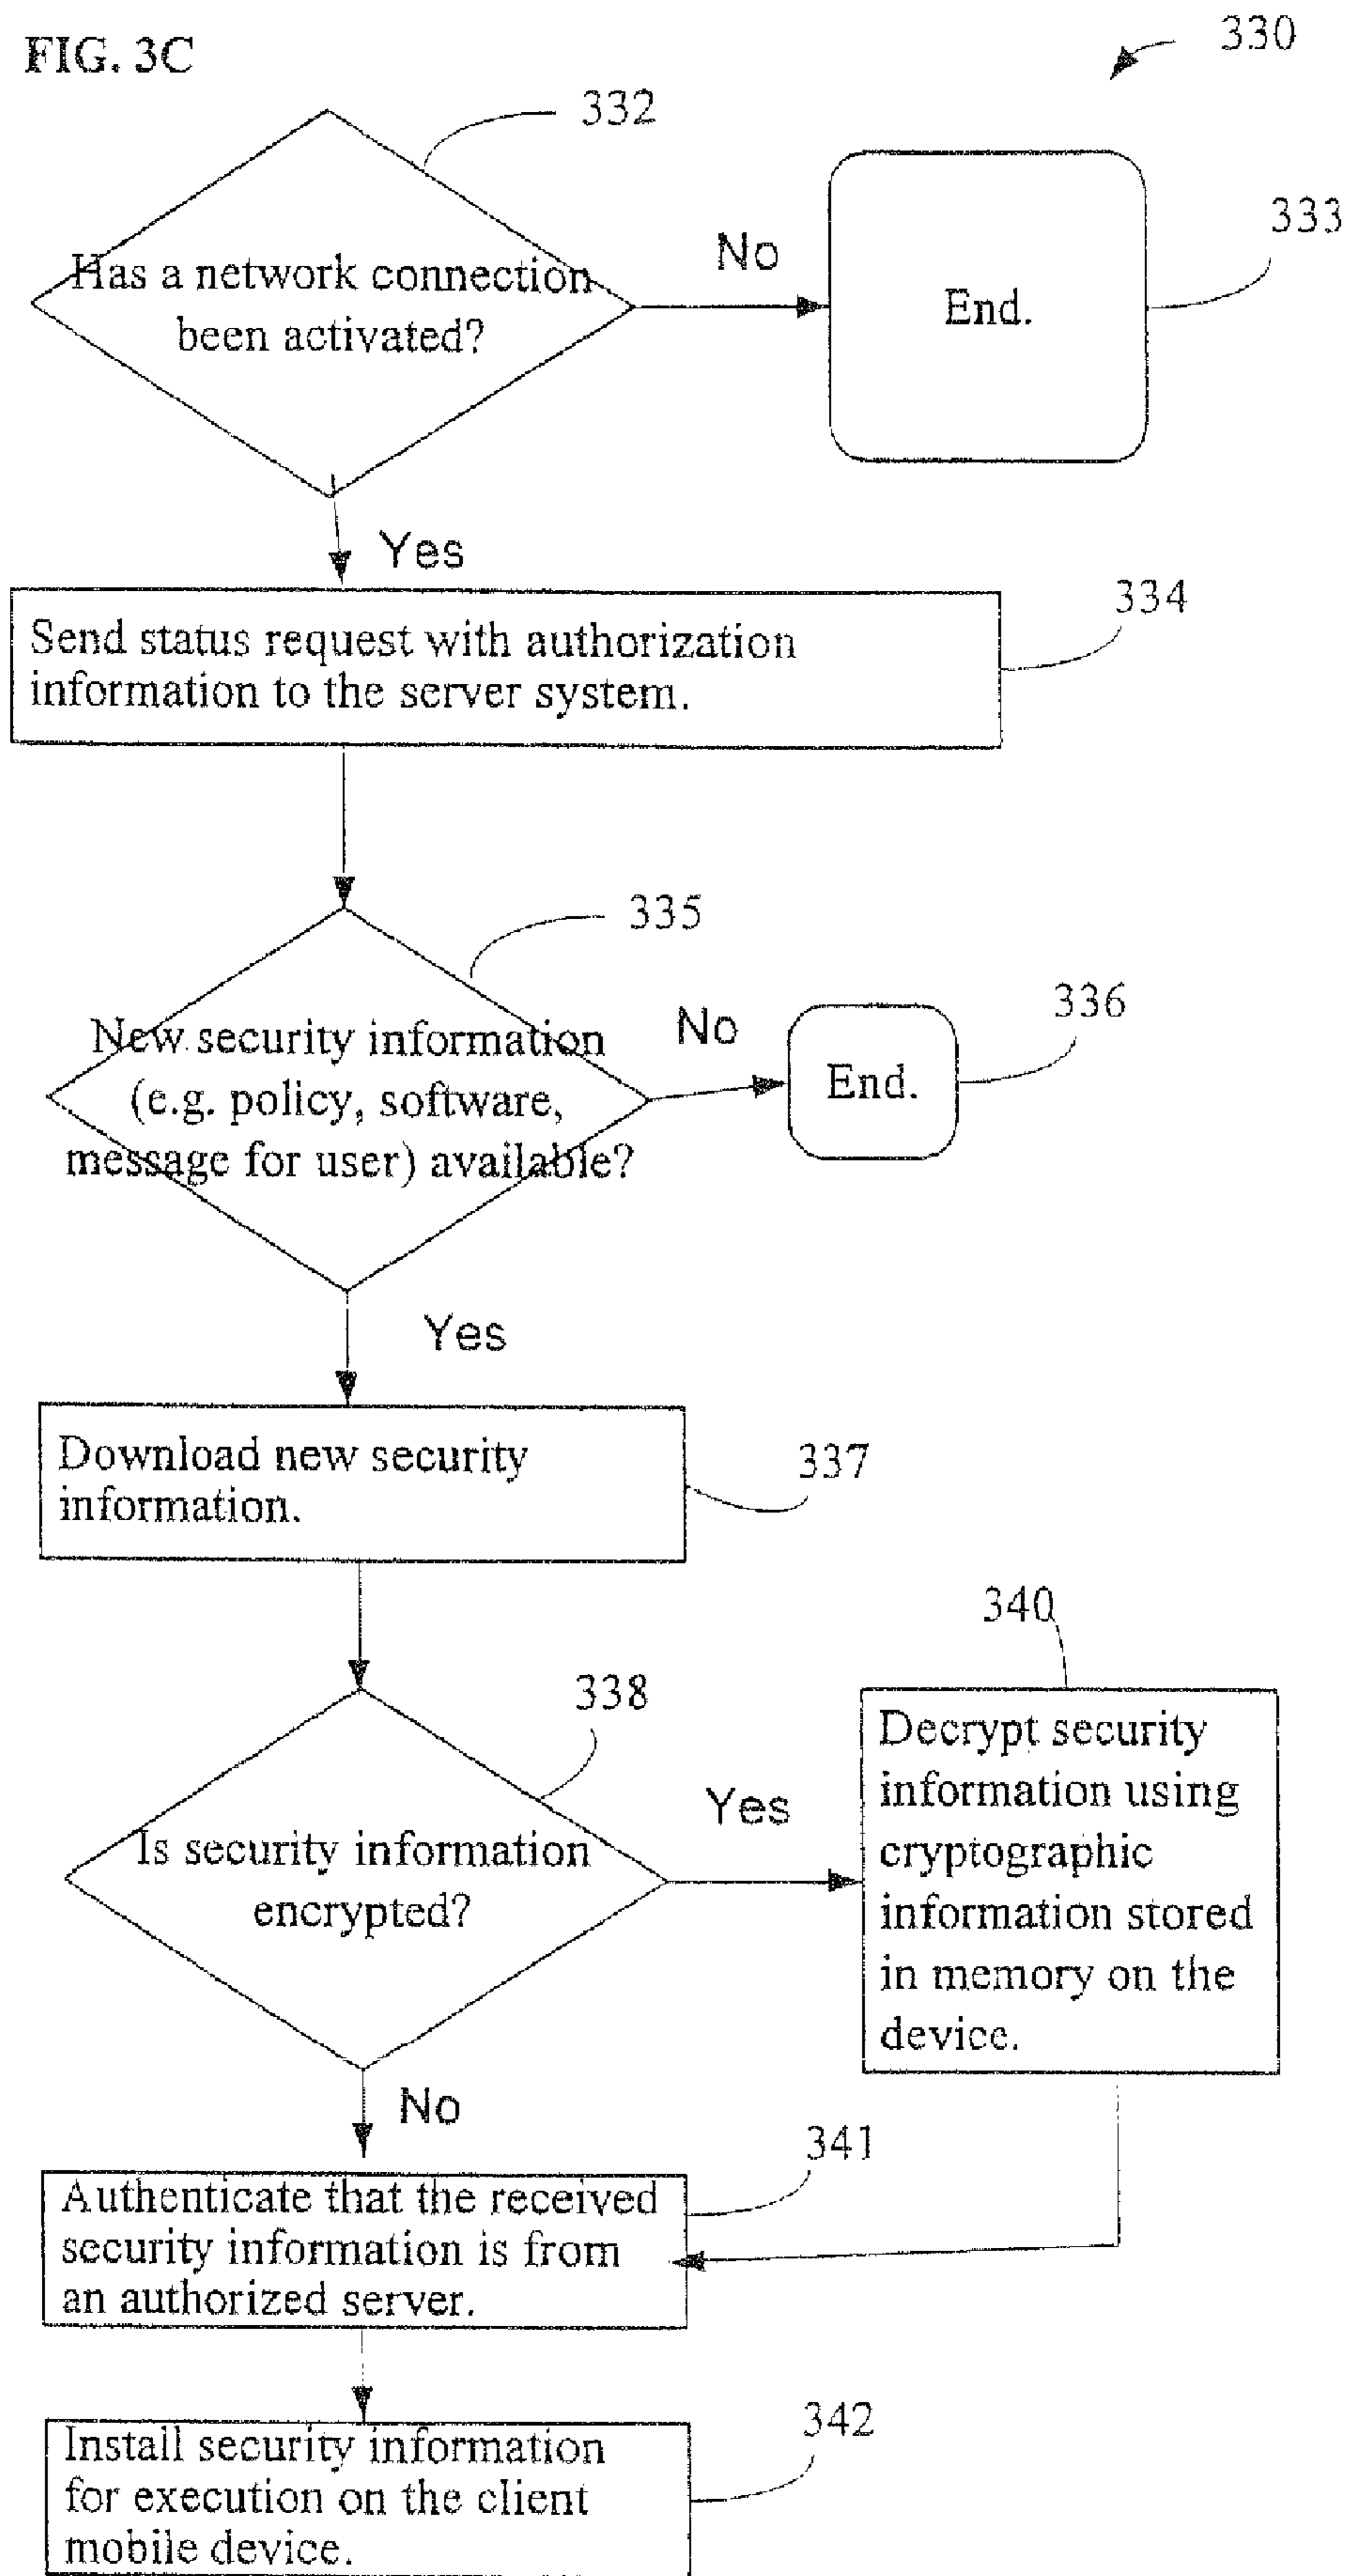 FIG. 3C
330
332
Has a network connection
been activated?
No
End.
333
Yes
Send status request with authorization
information to the server system.
334
335
New security information
(e.g. policy, software,
message for user) available?
No
End.
336
Yes
Download new security
information.
337
338
Is security information
encrypted?
Yes
340
Decrypt security
information using
cryptographic
information stored
in memory on the
device.
No
341
Authenticate that the received
security information is from
an authorized server.
342
Install security information
for execution on the client
mobile device.